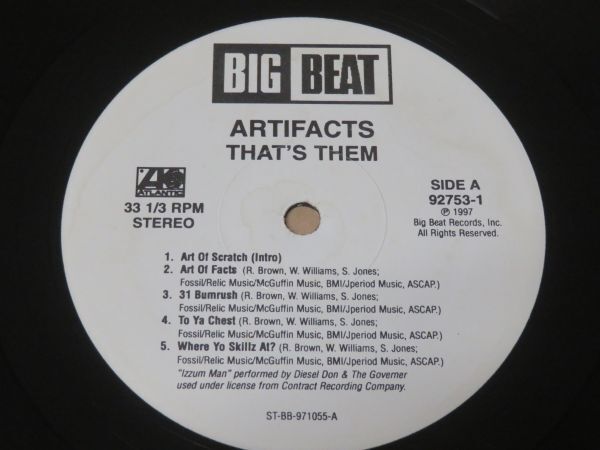 BIG BEAT
ARTIFACTS
THAT'S THEM
ATLANTIC
33 1/3 RPM
STEREO
SIDE A
92753-1
℗ 1997
Big Beat Records, Inc.
All Rights Reserved.
1. Art Of Scratch (Intro)
2. Art Of Facts (R. Brown, W. Williams, S. Jones;
Fossil/Relic Music/McGuffin Music, BMI/Jperiod Music, ASCAP.)
3. 31 Bumrush (R. Brown, W. Williams, S. Jones;
Fossil/Relic Music/McGuffin Music, BMI/Jperiod Music, ASCAP.)
4. To Ya Chest (R. Brown, W. Williams, S. Jones;
Fossil/Relic Music/McGuffin Music, BMI/Jperiod Music, ASCAP.)
5. Where Yo Skillz At? (R. Brown, W. Williams, S. Jones;
Fossil/Relic Music/McGuffin Music, BMI/Jperiod Music, ASCAP.)
"Izzum Man" performed by Diesel Don & The Governer
used under license from Contract Recording Company.
ST-BB-971055-A